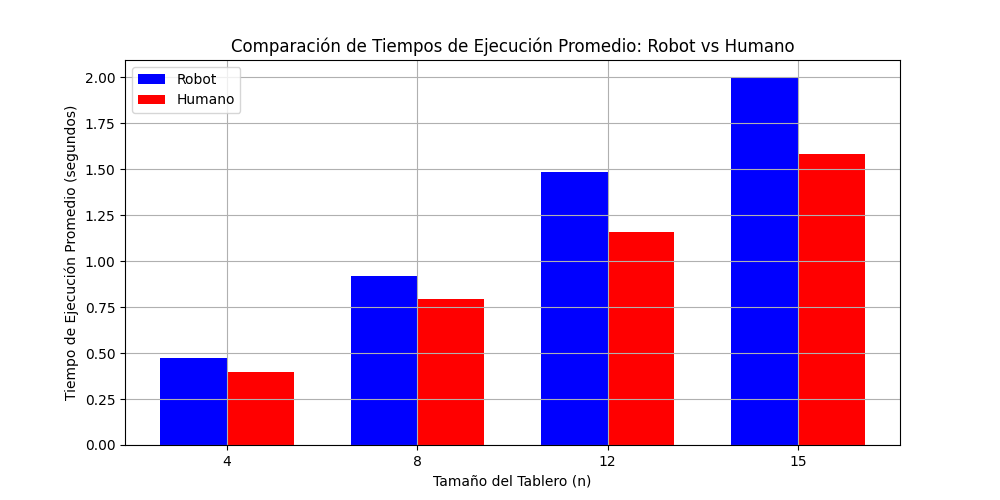 Comparación de Tiempos de Ejecución Promedio: Robot vs Humano
Robot
Humano
Tiempo de Ejecución Promedio (segundos)
2.00
1.75
1.50
1.25
1.00
0.75
0.50
0.25
0.00
4
8
12
15
Tamaño del Tablero (n)